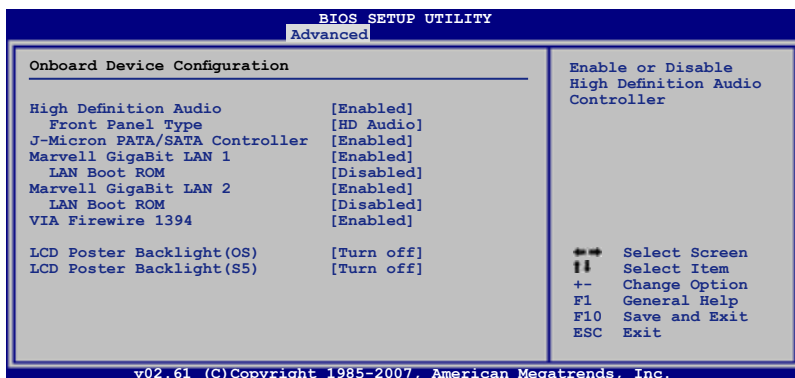 BIOS SETUP UTILITY
Advanced
Onboard Device Configuration
High Definition Audio [Enabled]
Front Panel Type [HD Audio]
J-Micron PATA/SATA Controller [Enabled]
Marvell GigaBit LAN 1 [Enabled]
LAN Boot ROM [Disabled]
Marvell GigaBit LAN 2 [Enabled]
LAN Boot ROM [Disabled]
VIA Firewire 1394 [Enabled]
LCD Poster Backlight(OS) [Turn off]
LCD Poster Backlight(S5) [Turn off]
Enable or Disable
High Definition Audio
Controller
Select Screen
Select Item
+- Change Option
F1 General Help
F10 Save and Exit
ESC Exit
v02.61 (C)Copyright 1985-2007, American Megatrends, Inc.